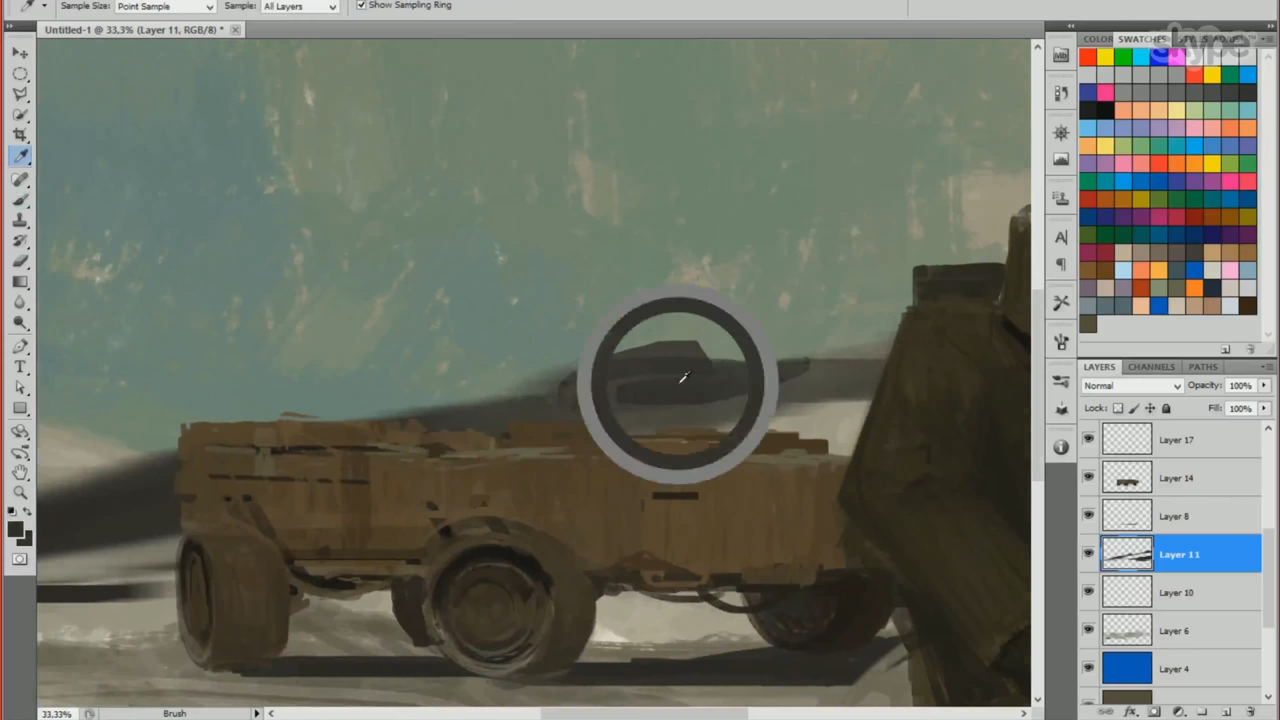 Sample Size: Point Sample Sample: All Layers Show Sampling Ring
Untitled-1 @ 33,3% (Layer 11, RGB/8) *
COLOR SWATCHES
skype
LAYERS CHANNELS PATHS
Normal Opacity: 100%
Lock: Fill: 100%
Layer 17
Layer 14
Layer 8
Layer 11
Layer 10
Layer 6
Layer 4
33,33% Brush